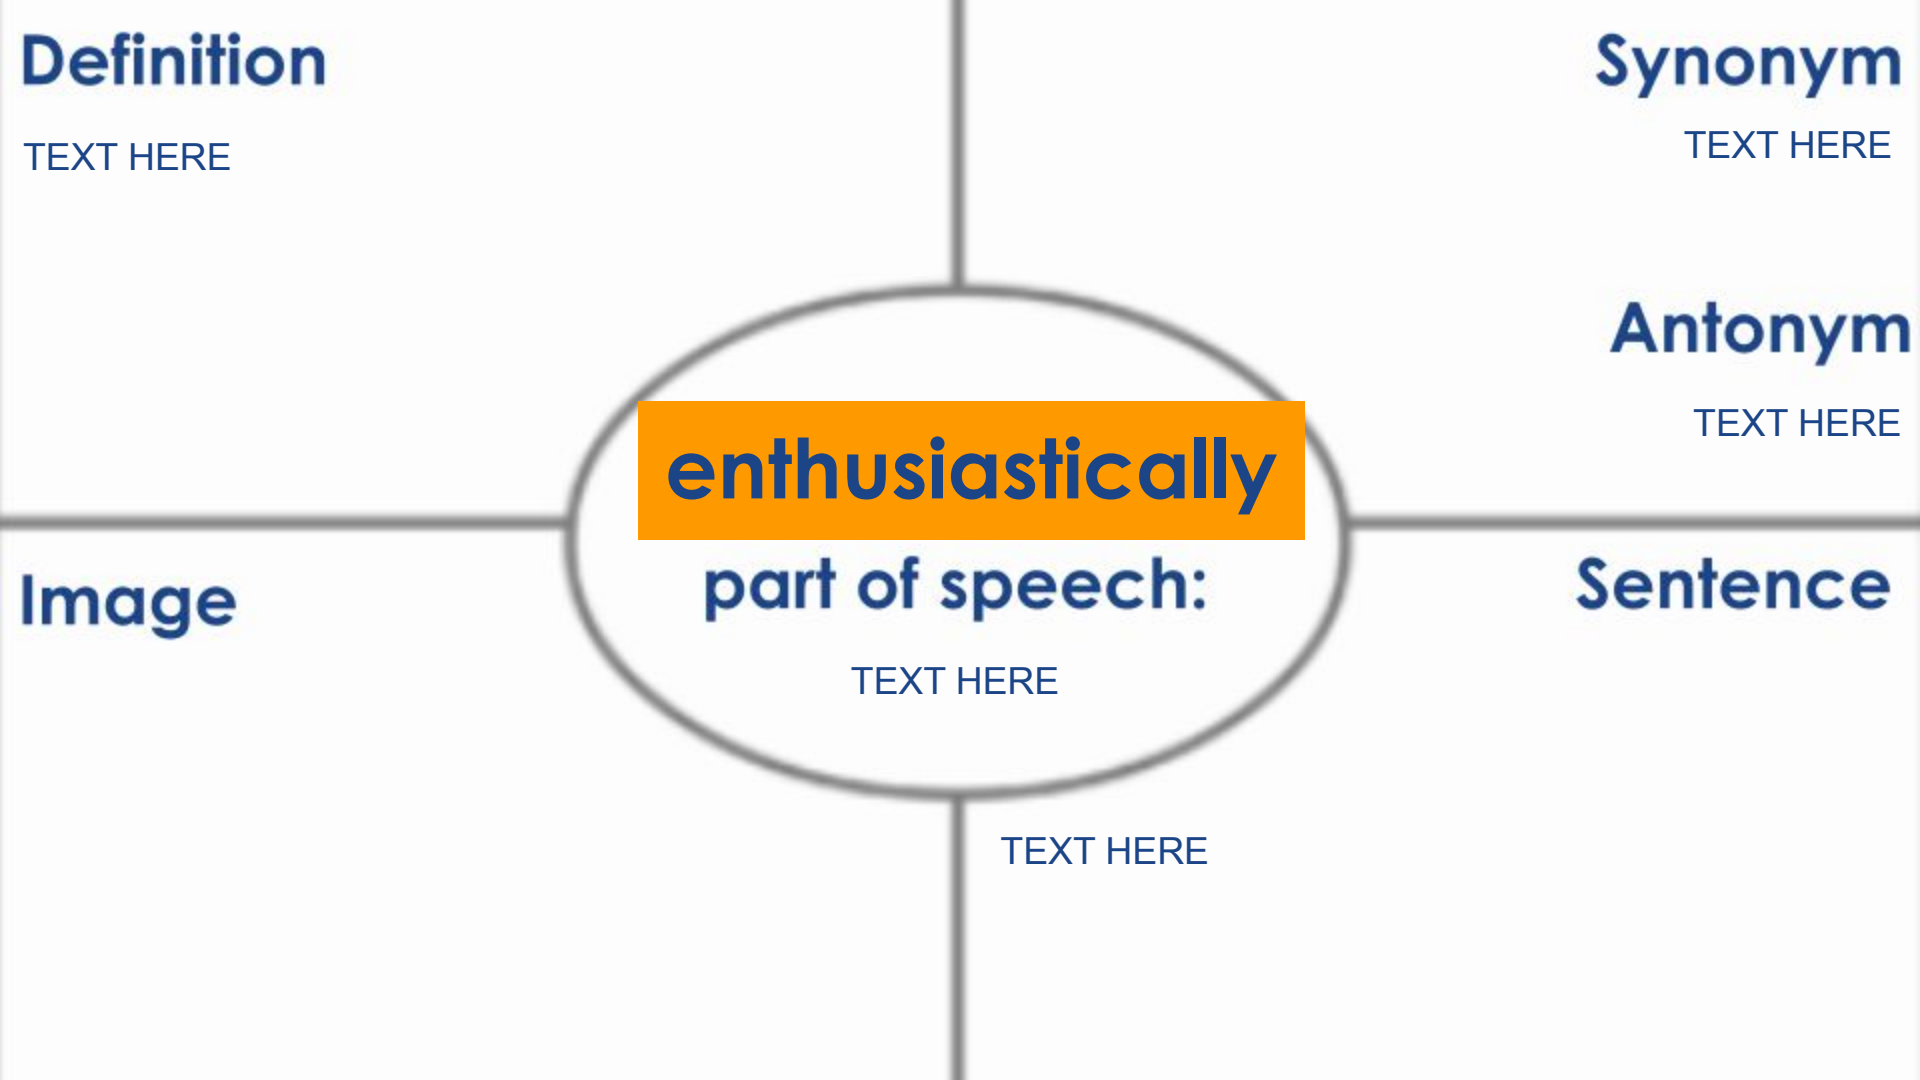 Definition
TEXT HERE
Synonym
TEXT HERE
Antonym
TEXT HERE
enthusiastically
part of speech:
TEXT HERE
Image
Sentence
TEXT HERE